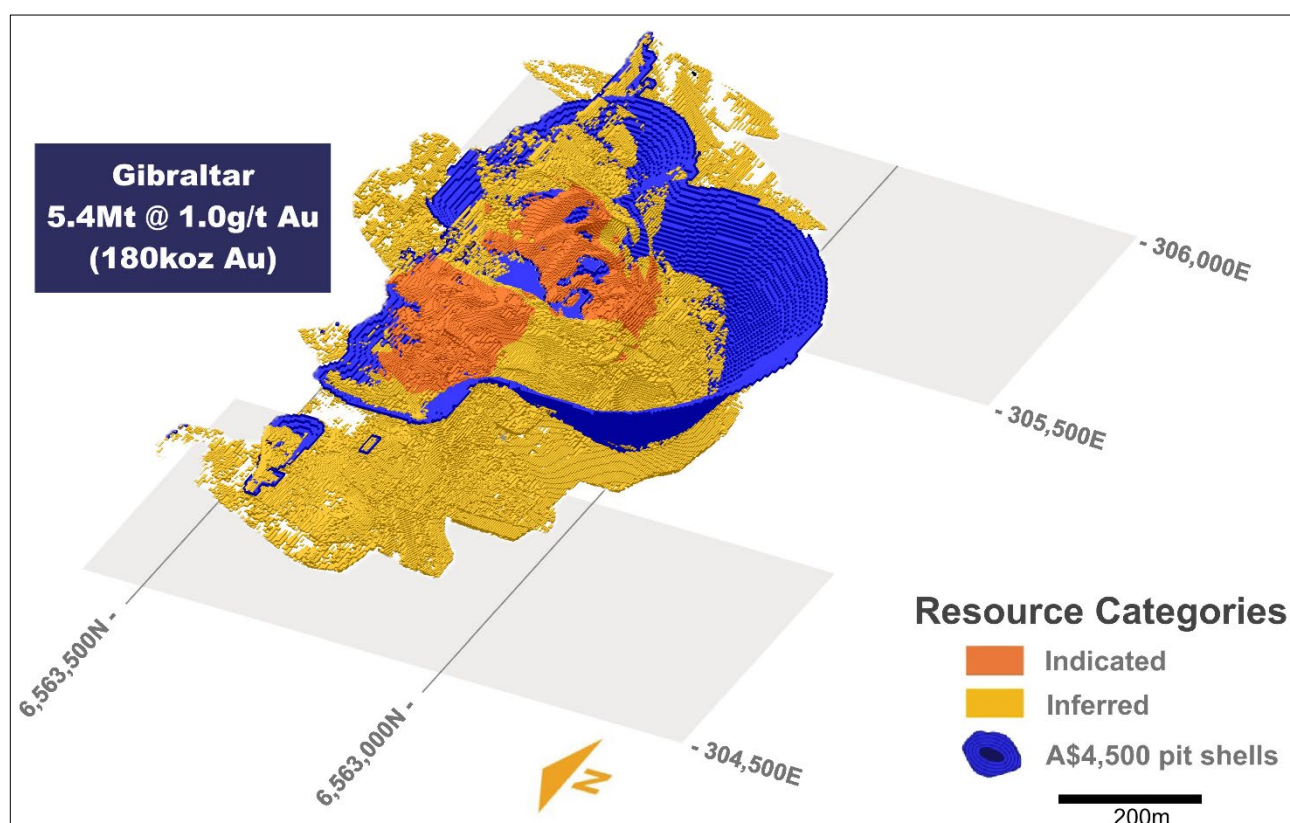 Gibraltar
5.4Mt @ 1.0g/t Au
(180koz Au)
- 306,000E
- 305,500E
6,563,500N -
6,563,000N -
- 304,500E
N
Resource Categories
Indicated
Inferred
A$4,500 pit shells
200m